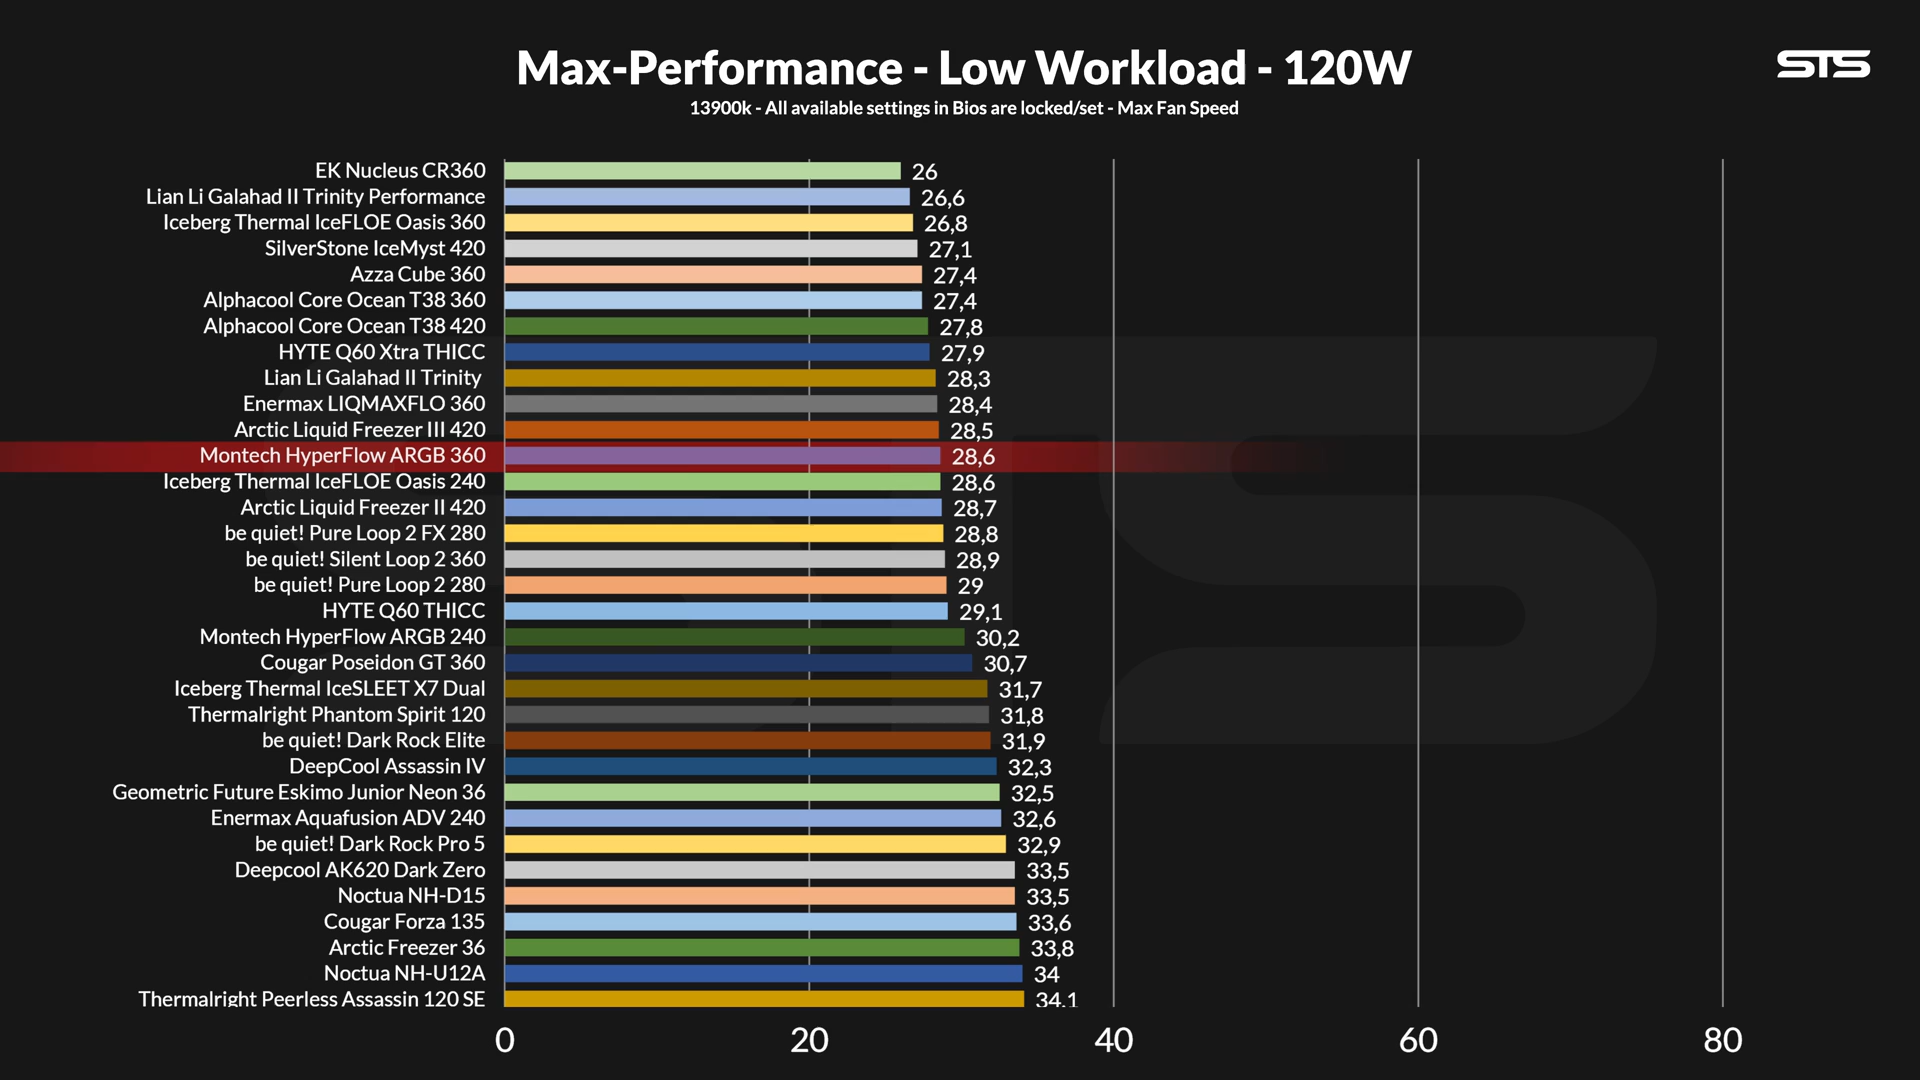 Max-Performance - Low Workload - 120W
STS
13900k - All available settings in Bios are locked/set - Max Fan Speed
EK Nucleus CR360 26
Lian Li Galahad II Trinity Performance 26,6
Iceberg Thermal IceFLOE Oasis 360 26,8
SilverStone IceMyst 420 27,1
Azza Cube 360 27,4
Alphacool Core Ocean T38 360 27,4
Alphacool Core Ocean T38 420 27,8
HYTE Q60 Xtra THICC 27,9
Lian Li Galahad II Trinity 28,3
Enermax LIQMAXFLO 360 28,4
Arctic Liquid Freezer III 420 28,5
Montech HyperFlow ARGB 360 28,6
Iceberg Thermal IceFLOE Oasis 240 28,6
Arctic Liquid Freezer II 420 28,7
be quiet! Pure Loop 2 FX 280 28,8
be quiet! Silent Loop 2 360 28,9
be quiet! Pure Loop 2 280 29
HYTE Q60 THICC 29,1
Montech HyperFlow ARGB 240 30,2
Cougar Poseidon GT 360 30,7
Iceberg Thermal IceSLEET X7 Dual 31,7
Thermalright Phantom Spirit 120 31,8
be quiet! Dark Rock Elite 31,9
DeepCool Assassin IV 32,3
Geometric Future Eskimo Junior Neon 36 32,5
Enermax Aquafusion ADV 240 32,6
be quiet! Dark Rock Pro 5 32,9
Deepcool AK620 Dark Zero 33,5
Noctua NH-D15 33,5
Cougar Forza 135 33,6
Arctic Freezer 36 33,8
Noctua NH-U12A 34
Thermalright Peerless Assassin 120 SE 34,1
0 20 40 60 80